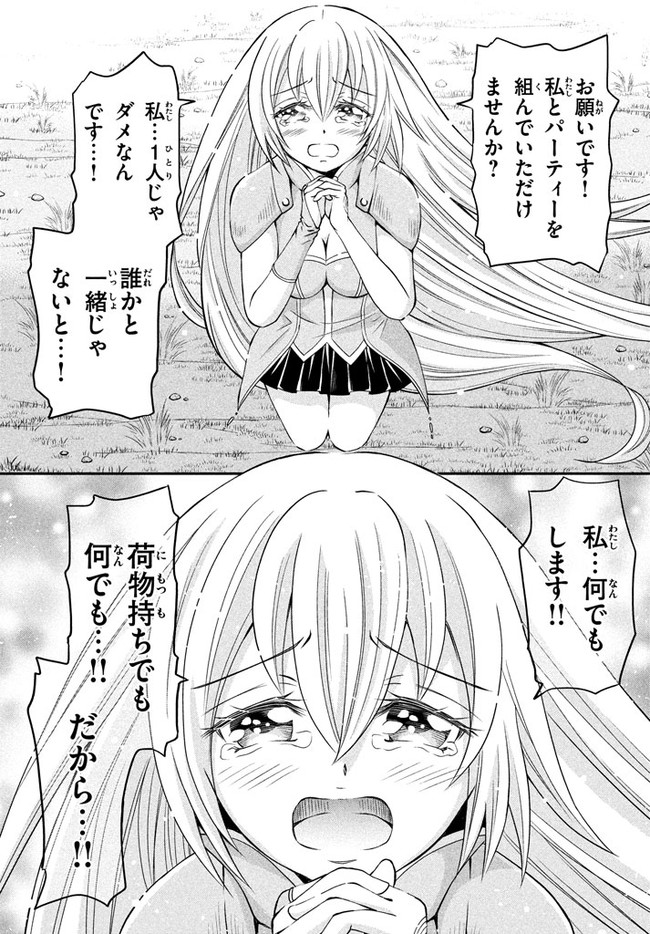 お願いです！
私とパーティーを
組んでいただけ
ませんか？
私…1人じゃ
ダメなん
です…！
誰かと
一緒じゃ
ないと…！
私…何でも
します!!
荷物持ちでも
何でも…!!
だから…!!